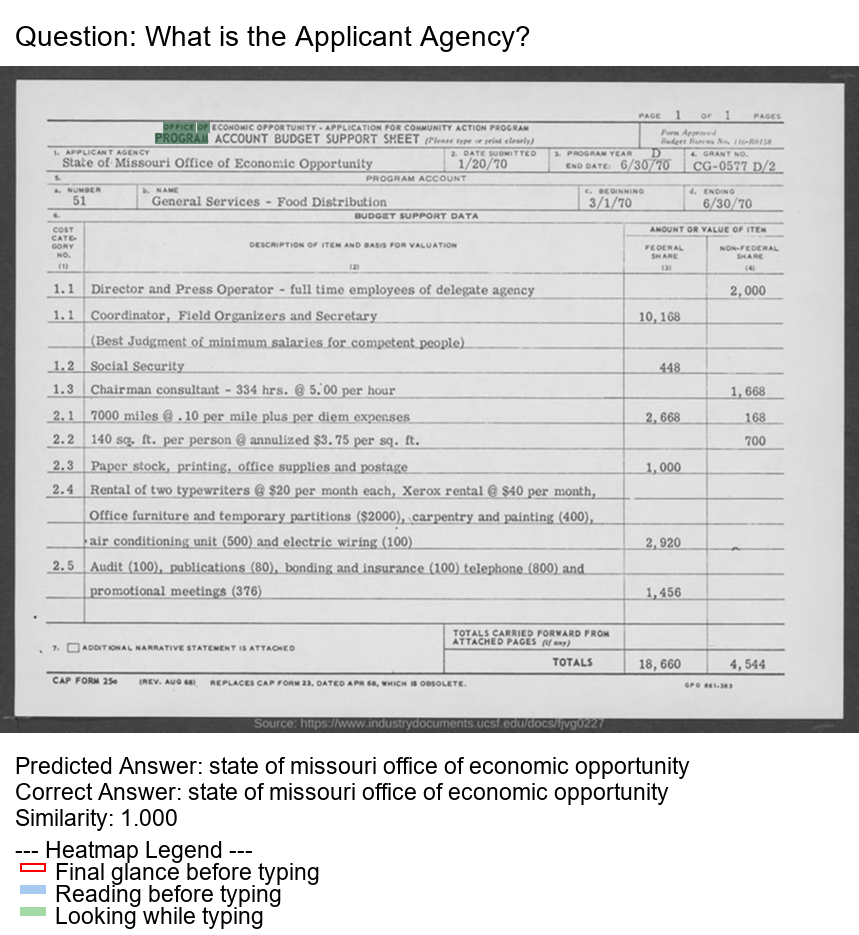 Question: What is the Applicant Agency?
PAGE 1 OF 1 PAGES
OFFICE OF ECONOMIC OPPORTUNITY - APPLICATION FOR COMMUNITY ACTION PROGRAM
Form Approved
PROGRAM ACCOUNT BUDGET SUPPORT SHEET (Please type or print clearly)
Budget Bureau No. 116-R0158
1. APPLICANT AGENCY 2. DATE SUBMITTED 3. PROGRAM YEAR D 4. GRANT NO.
State of Missouri Office of Economic Opportunity 1/20/70 END DATE: 6/30/70 CG-0577 D/2
5. PROGRAM ACCOUNT
a. NUMBER b. NAME c. BEGINNING d. ENDING
51 General Services - Food Distribution 3/1/70 6/30/70
6. BUDGET SUPPORT DATA
COST CATE- GORY NO. DESCRIPTION OF ITEM AND BASIS FOR VALUATION AMOUNT OR VALUE OF ITEM
FEDERAL SHARE NON-FEDERAL SHARE
(1) (2) (3) (4)
1.1 Director and Press Operator - full time employees of delegate agency 2,000
1.1 Coordinator, Field Organizers and Secretary 10,168
(Best Judgment of minimum salaries for competent people)
1.2 Social Security 448
1.3 Chairman consultant - 334 hrs. @ 5.00 per hour 1,668
2.1 7000 miles @ .10 per mile plus per diem expenses 2,668 168
2.2 140 sq. ft. per person @ annulized $3.75 per sq. ft. 700
2.3 Paper stock, printing, office supplies and postage 1,000
2.4 Rental of two typewriters @ $20 per month each, Xerox rental @ $40 per month,
Office furniture and temporary partitions ($2000), carpentry and painting (400),
air conditioning unit (500) and electric wiring (100) 2,920
2.5 Audit (100), publications (80), bonding and insurance (100) telephone (800) and
promotional meetings (376) 1,456
7. ADDITIONAL NARRATIVE STATEMENT IS ATTACHED
TOTALS CARRIED FORWARD FROM
ATTACHED PAGES (if any)
TOTALS 18,660 4,544
CAP FORM 25a (REV. AUG 68) REPLACES CAP FORM 23, DATED APR 68, WHICH IS OBSOLETE.
GPO 861-383
Source: https://www.industrydocuments.ucsf.edu/docs/fjvg0227
Predicted Answer: state of missouri office of economic opportunity
Correct Answer: state of missouri office of economic opportunity
Similarity: 1.000
--- Heatmap Legend ---
Final glance before typing
Reading before typing
Looking while typing